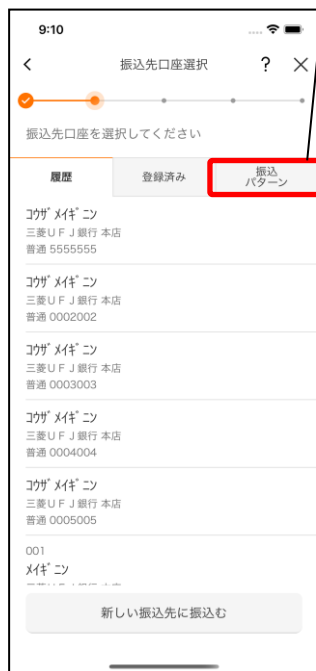 9:10
振込先口座選択 ?
振込先口座を選択してください
履歴
登録済み
振込
パターン
コウザメイギニン
三菱UFJ銀行 本店
普通 5555555
コウザメイギニン
三菱UFJ銀行 本店
普通 0002002
コウザメイギニン
三菱UFJ銀行 本店
普通 0003003
コウザメイギニン
三菱UFJ銀行 本店
普通 0004004
コウザメイギニン
三菱UFJ銀行 本店
普通 0005005
001
メイギニン
新しい振込先に振込む